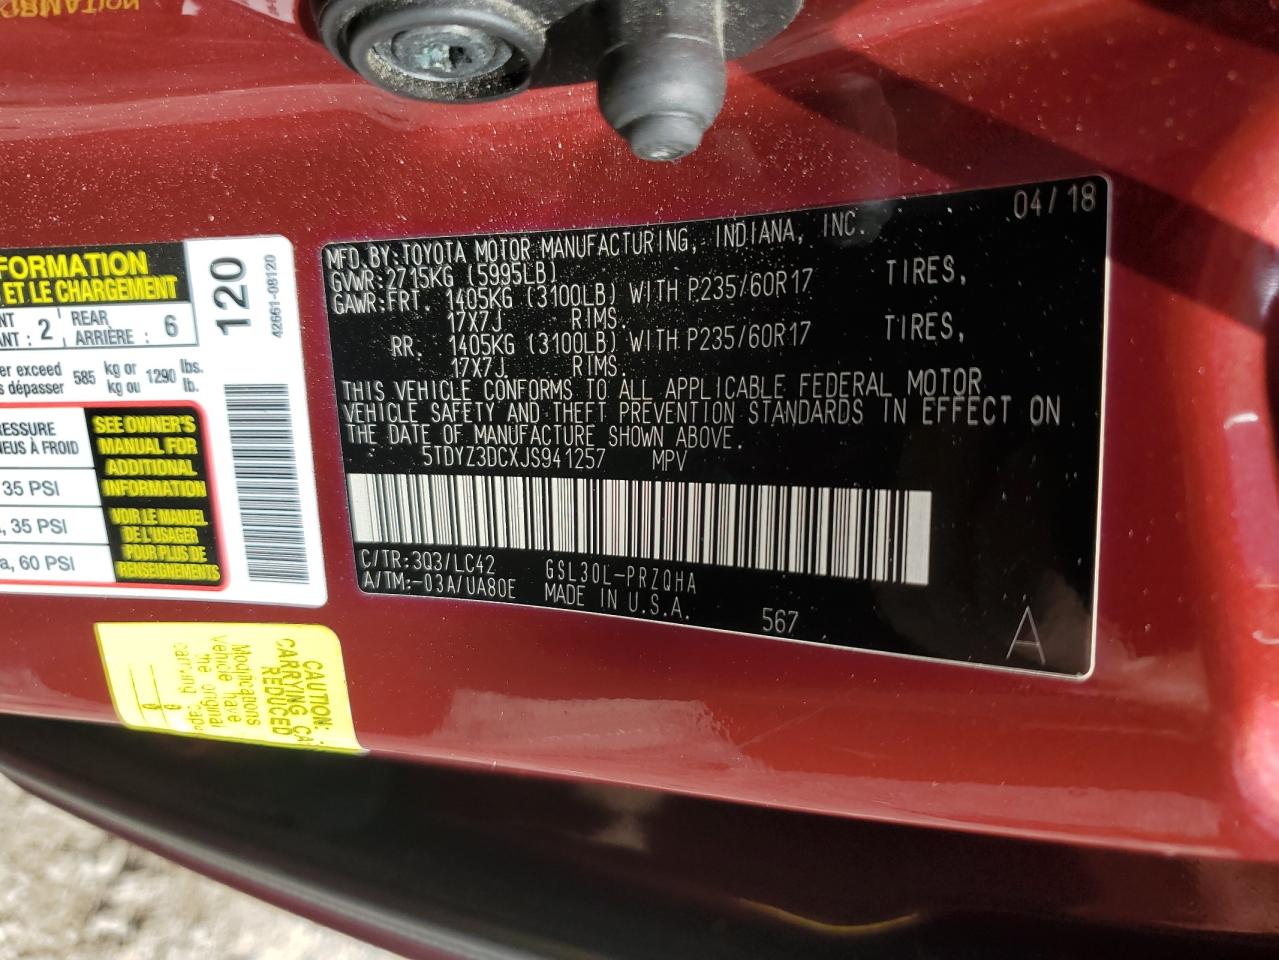 04/18
MFD.BY:TOYOTA MOTOR MANUFACTURING, INDIANA, INC.
GVWR:2715KG (5995LB)
GAWR:FRT. 1405KG (3100LB) WITH P235/60R17 TIRES,
17X7J RIMS.
RR. 1405KG (3100LB) WITH P235/60R17 TIRES,
17X7J RIMS.
THIS VEHICLE CONFORMS TO ALL APPLICABLE FEDERAL MOTOR
VEHICLE SAFETY AND THEFT PREVENTION STANDARDS IN EFFECT ON
THE DATE OF MANUFACTURE SHOWN ABOVE.
5TDYZ3DCXJS941257 MPV
C/TR:3Q3/LC42 GSL30L-PRZQHA
A/TM:-03A/UA80E MADE IN U.S.A. 567
A
ET LE CHARGEMENT
2 REAR
ARRIÈRE : 6
exceed 585 kg or 1290 lbs.
dépasser kg ou lb.
À FROID
35 PSI
35 PSI
60 PSI
SEE OWNER'S
MANUAL FOR
ADDITIONAL
INFORMATION
VOIR LE MANUEL
DE L'USAGER
POUR PLUS DE
RENSEIGNEMENTS
120
42661-08120
CAUTION:
CARRYING
REDUCED
Modifications
vehicle have
the original
carrying